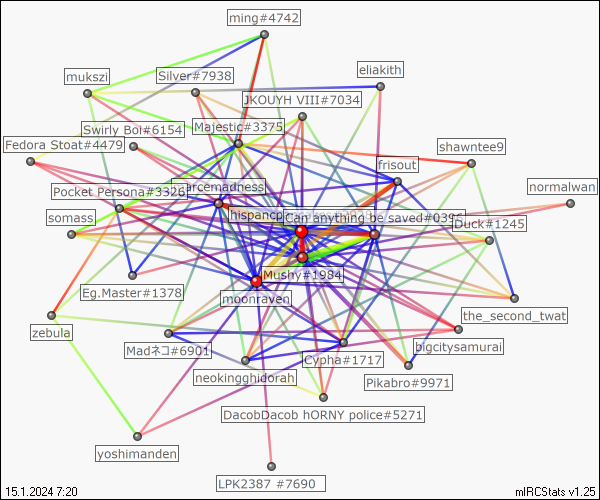 ming#4742
mukszi
Silver#7938
eliakith
JKOUYH VIII#7034
Swirly Boi#6154
Majestic#3375
Fedora Stoat#4479
shawntee9
frisout
Pocket Persona#3326
arcemadness
normalwan
hispanc
Can anything be saved#0396
somass
Duck#1245
Mushy#1984
Eg.Master#1378
moonraven
the_second_twat
zebula
Madネコ#6901
bigcitysamurai
Cypha#1717
neokingghidorah
Pikabro#9971
DacobDacob hORNY police#5271
yoshimanden
LPK2387 #7690
15.1.2024 7:20
mIRCStats v1.25